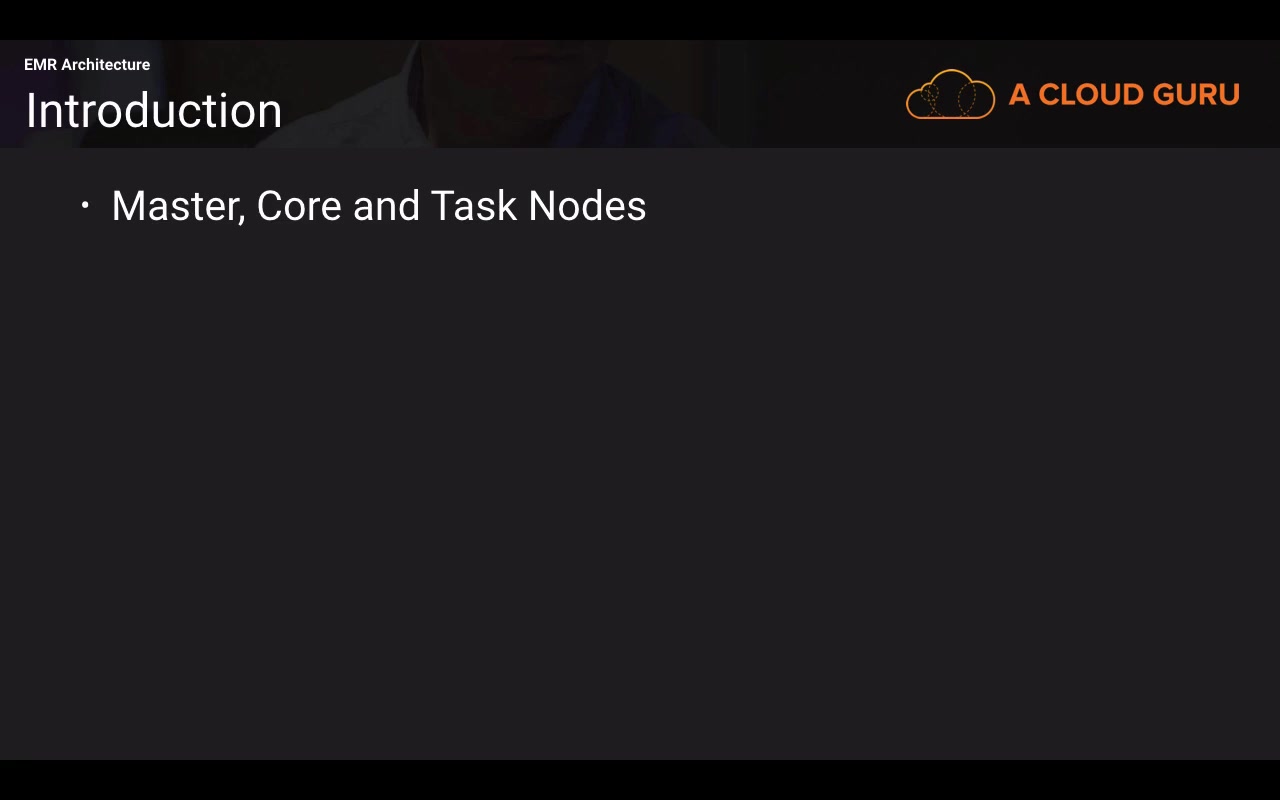 EMR Architecture
Introduction
A CLOUD GURU
• Master, Core and Task Nodes